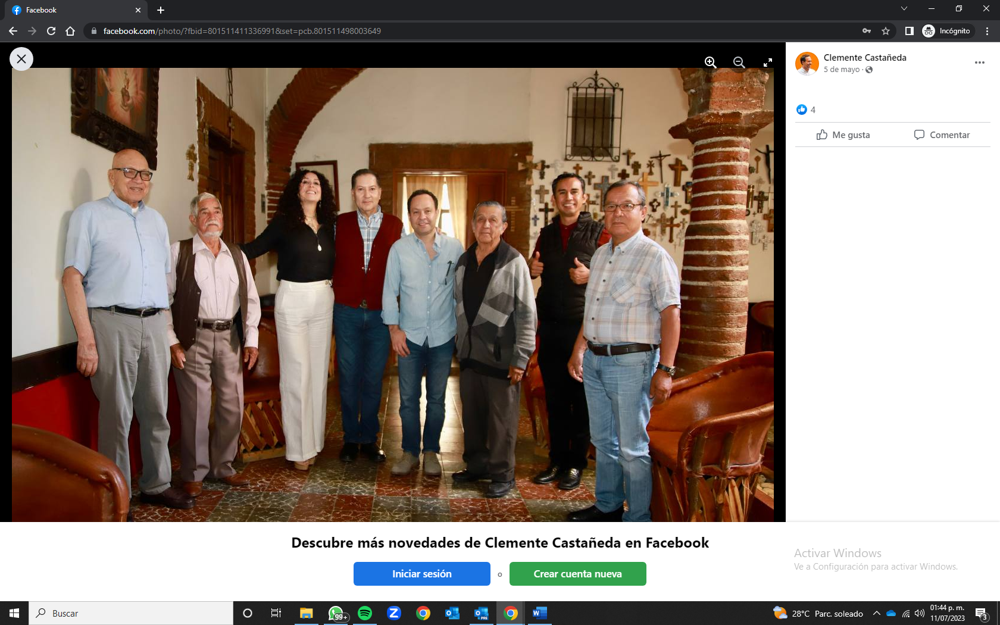 Facebook
facebook.com/photo/?fbid=801511411336991&set=pcb.801511498003649
Incógnito
Clemente Castañeda
5 de mayo ·
4
Me gusta
Comentar
Descubre más novedades de Clemente Castañeda en Facebook
Iniciar sesión
o
Crear cuenta nueva
Activar Windows
Ve a Configuración para activar Windows.
Buscar
99+
Z
PRE
W
28°C Parc. soleado
01:44 p. m.
11/07/2023
3